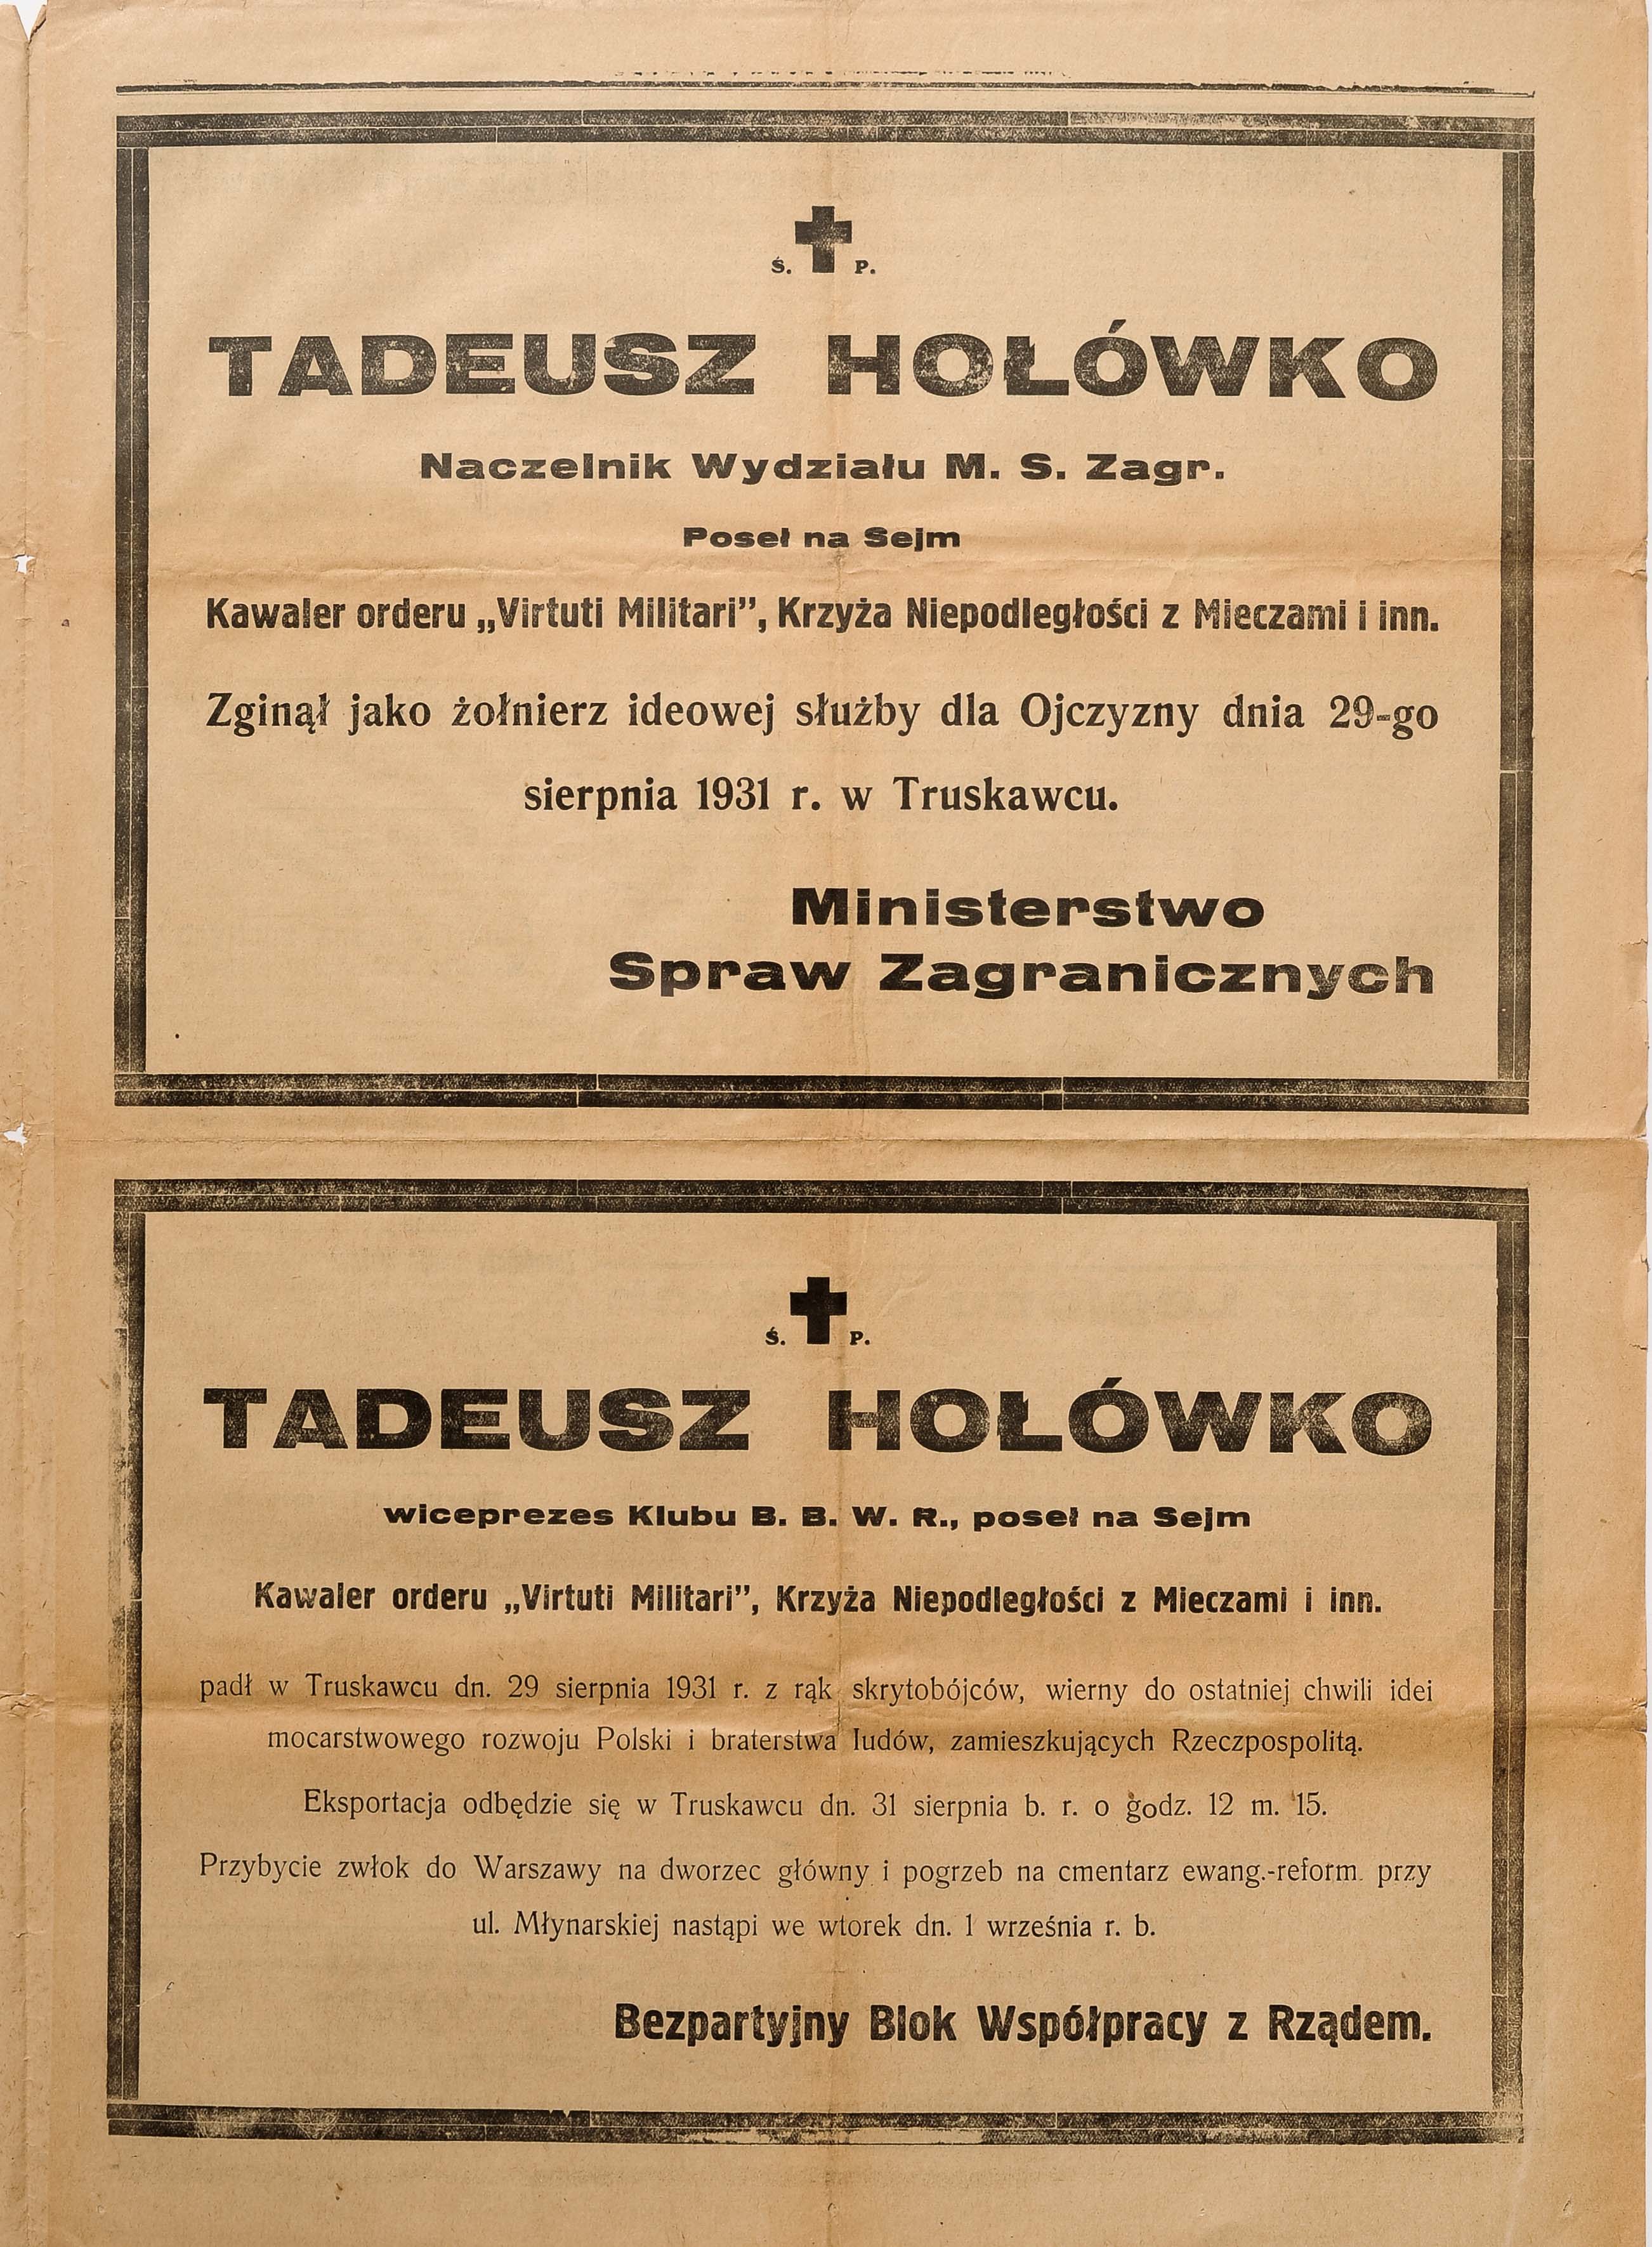 Ś. P.
TADEUSZ HOŁÓWKO
Naczelnik Wydziału M. S. Zagr.
Poseł na Sejm
Kawaler orderu „Virtuti Militari”, Krzyża Niepodległości z Mieczami i inn.
Zginął jako żołnierz ideowej służby dla Ojczyzny dnia 29-go
sierpnia 1931 r. w Truskawcu.
Ministerstwo
Spraw Zagranicznych
Ś. P.
TADEUSZ HOŁÓWKO
wiceprezes Klubu B. B. W. R., poseł na Sejm
Kawaler orderu „Virtuti Militari”, Krzyża Niepodległości z Mieczami i inn.
padł w Truskawcu dn. 29 sierpnia 1931 r. z rąk skrytobójców, wierny do ostatniej chwili idei
mocarstwowego rozwoju Polski i braterstwa ludów, zamieszkujących Rzeczpospolitą.
Eksportacja odbędzie się w Truskawcu dn. 31 sierpnia b. r. o godz. 12 m. 15.
Przybycie zwłok do Warszawy na dworzec główny i pogrzeb na cmentarz ewang.-reform. przy
ul. Młynarskiej nastąpi we wtorek dn. 1 września r. b.
Bezpartyjny Blok Współpracy z Rządem.